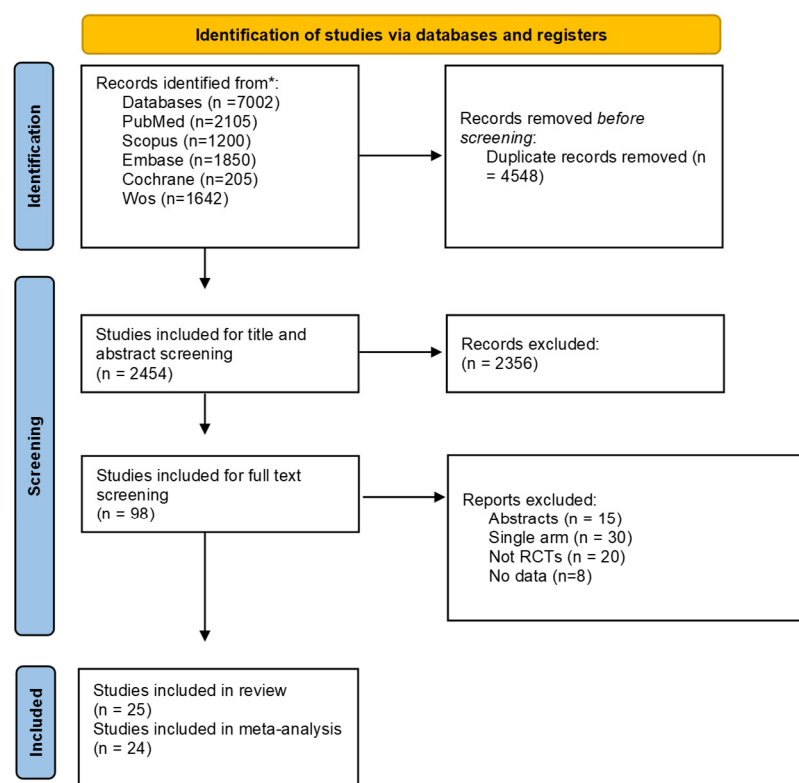 Identification of studies via databases and registers
Identification
Records identified from*:
Databases (n =7002)
PubMed (n=2105)
Scopus (n=1200)
Embase (n=1850)
Cochrane (n=205)
Wos (n=1642)
Records removed before
screening:
Duplicate records removed (n
= 4548)
Screening
Studies included for title and
abstract screening
(n = 2454)
Records excluded:
(n = 2356)
Studies included for full text
screening
(n = 98)
Reports excluded:
Abstracts (n = 15)
Single arm (n = 30)
Not RCTs (n = 20)
No data (n=8)
Included
Studies included in review
(n = 25)
Studies included in meta-analysis
(n = 24)